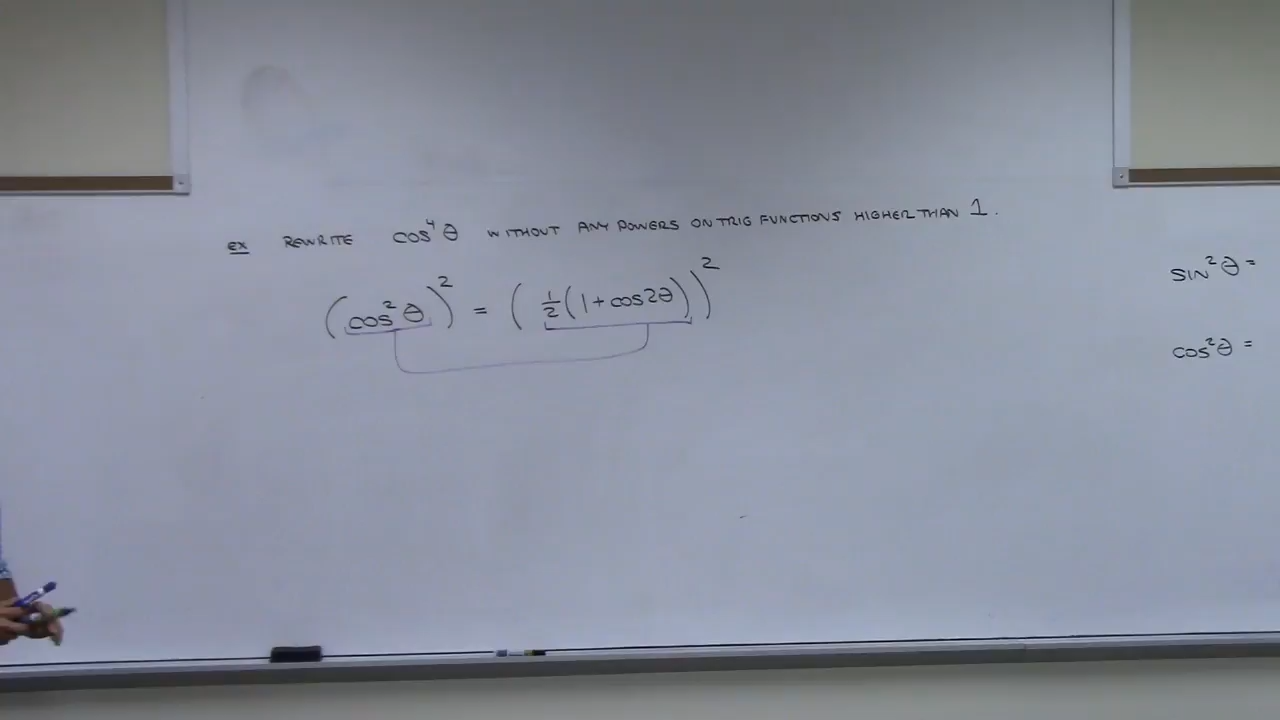 ex REWRITE cos⁴θ WITHOUT ANY POWERS ON TRIG FUNCTIONS HIGHER THAN 1.
(cos²θ)² = (½(1+cos2θ))²
sin²θ =
cos²θ =